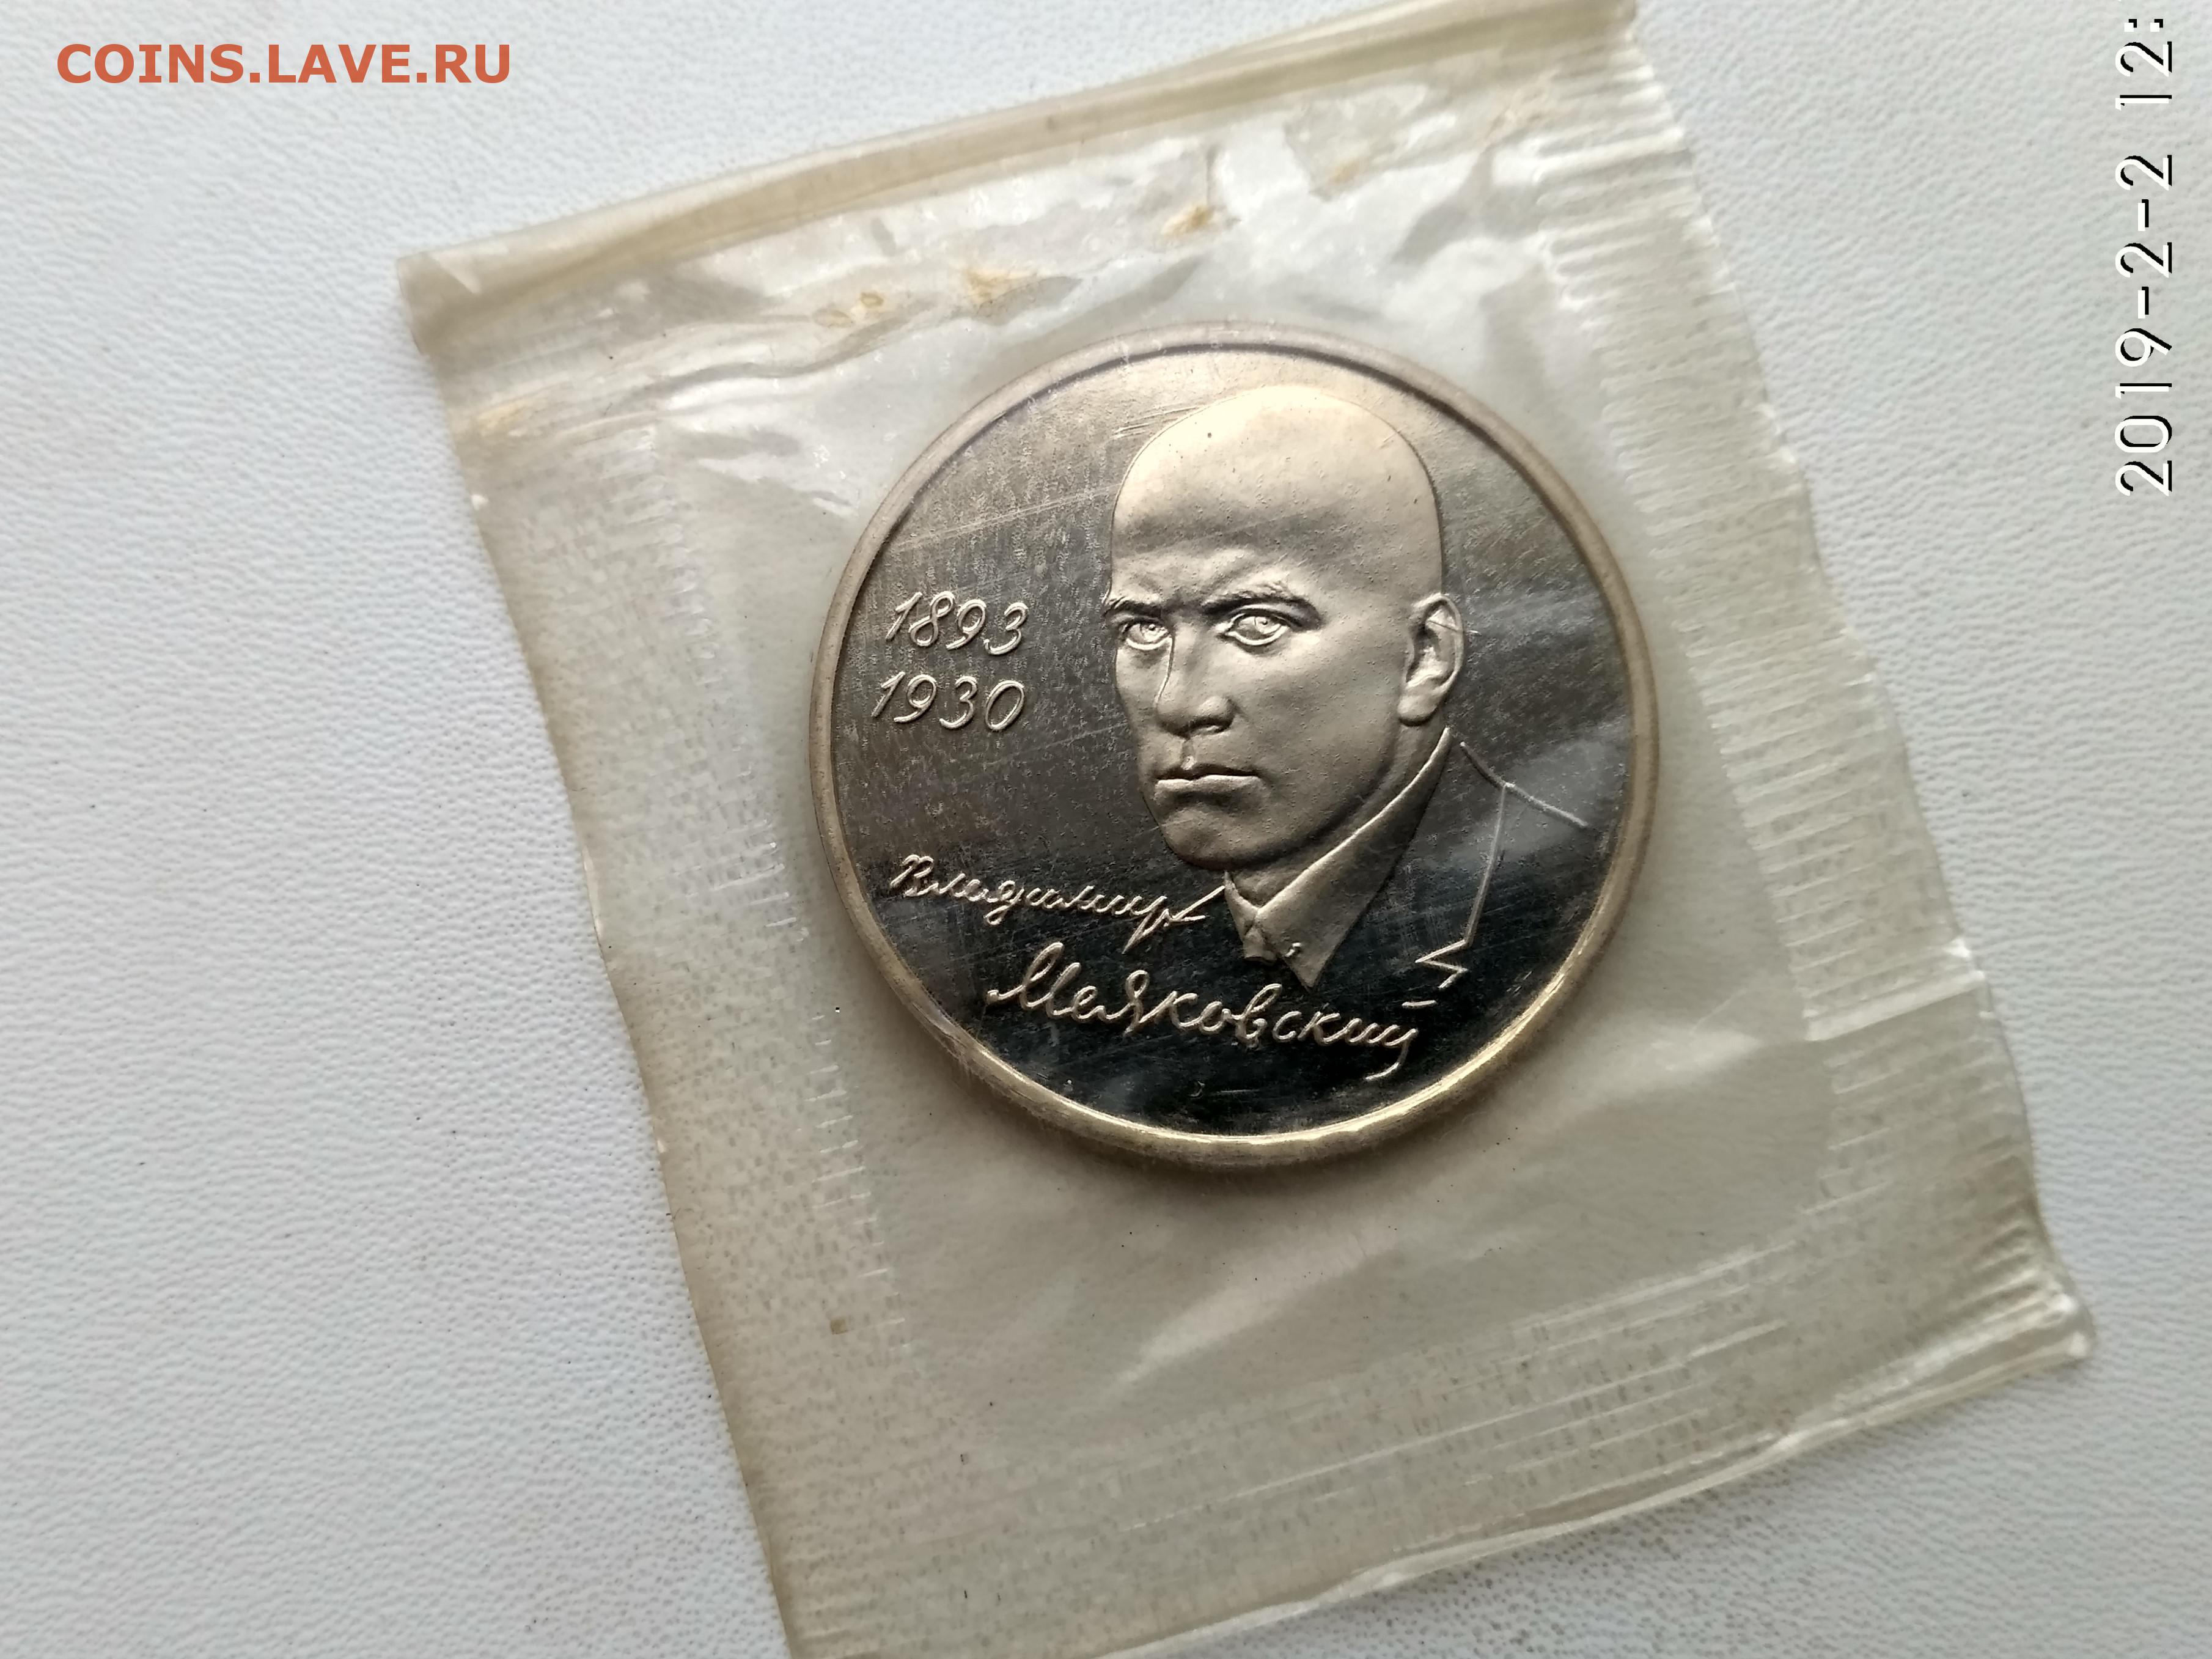 COINS.LAVE.RU
2019-2-2 12:
1893
1930
Владимир
Маяковский